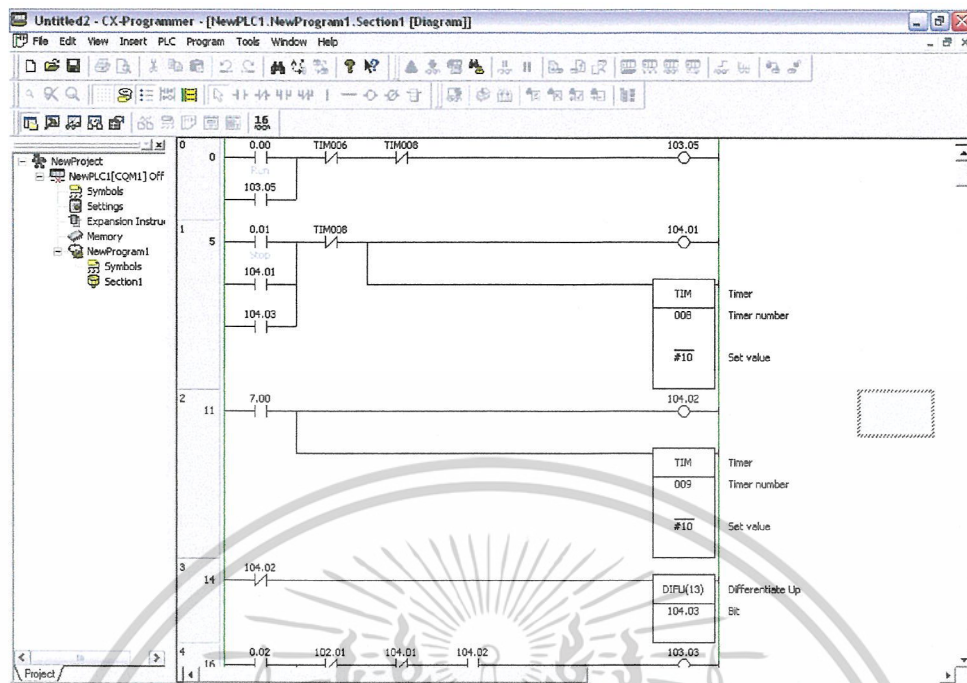 Untitled2 - CX-Programmer - [NewPLC1.NewProgram1.Section1 [Diagram]]
File Edit View Insert PLC Program Tools Window Help
16
NewProject
NewPLC1[CQM1] Off
Symbols
Settings
Expansion Instru
Memory
NewProgram1
Symbols
Section1
Project
0
0
0.00 TIM006 TIM008 103.05
Run
103.05
1
5
0.01 TIM008 104.01
Stop
104.01
104.03
TIM Timer
008 Timer number
#10 Set value
2
11
7.00 104.02
TIM Timer
009 Timer number
#10 Set value
3
14
104.02
DIFU(13) Differentiate Up
104.03 Bit
4
16
0.02 102.01 104.01 104.02 103.03